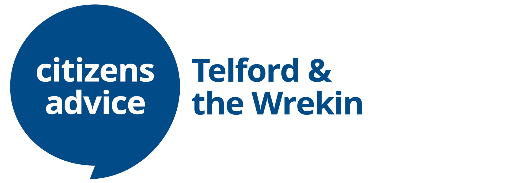 citizens
advice
Telford &
the Wrekin